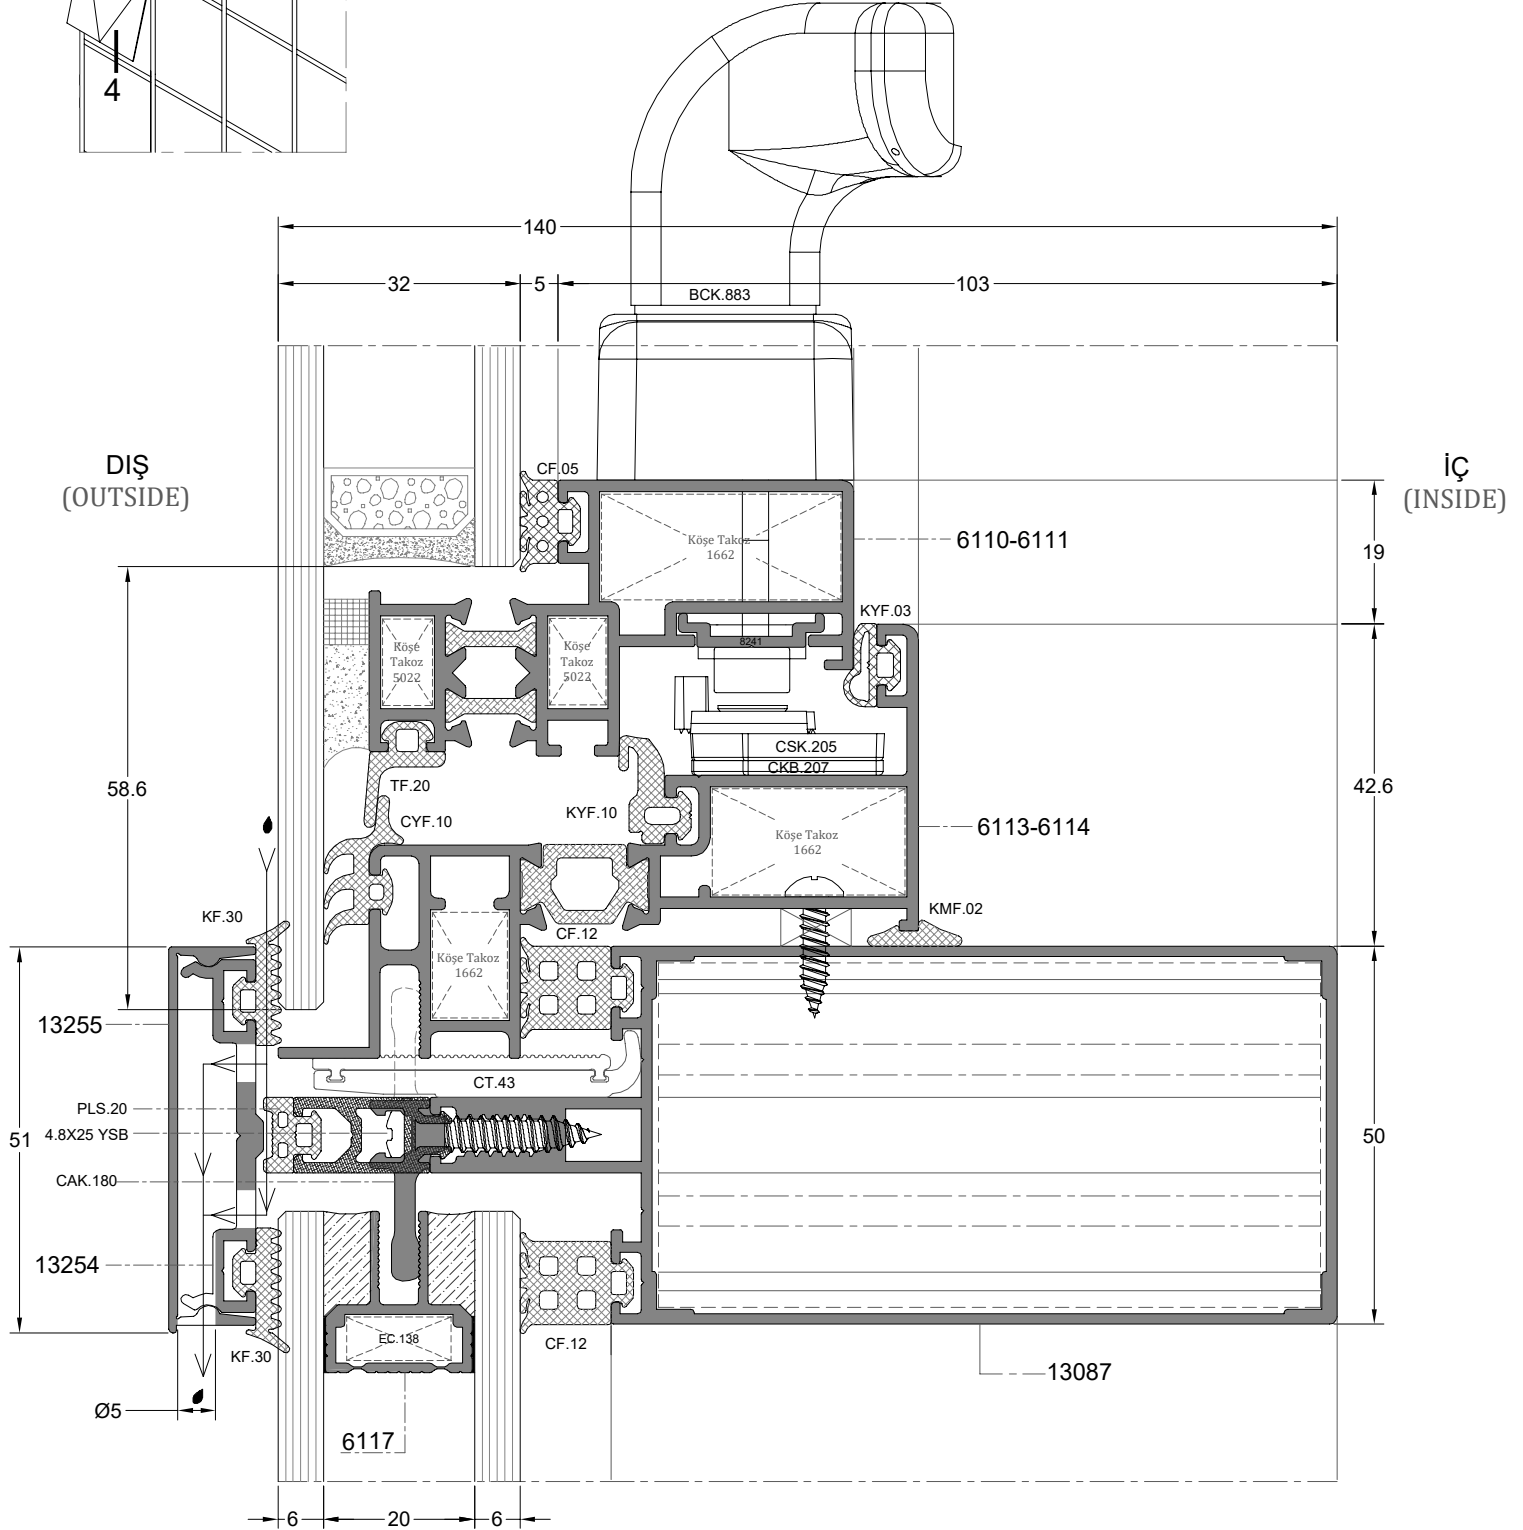 4
140
32
5
103
BCK.883
DIŞ
(OUTSIDE)
İÇ
(INSIDE)
CF.05
Köşe Takoz
1662
6110-6111
19
KYF.03
8241
Köşe
Takoz
5022
Köşe
Takoz
5022
CSK.205
CKB.207
58.6
TF.20
CYF.10
KYF.10
42.6
Köşe Takoz
1662
6113-6114
KF.30
KMF.02
CF.12
Köşe Takoz
1662
13255
CT.43
PLS.20
4.8X25 YSB
51
50
CAK.180
13254
EC.138
KF.30
CF.12
13087
Ø5
6117
6
20
6